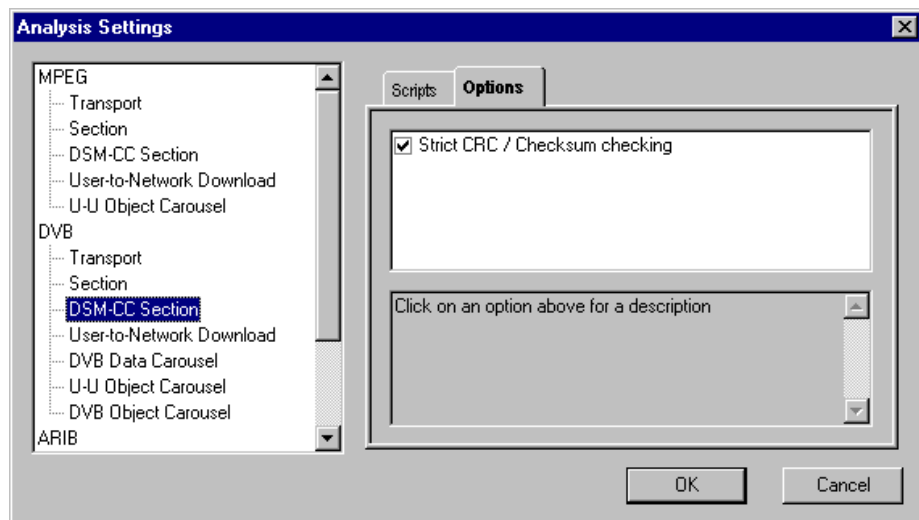 Analysis Settings
MPEG
Transport
Section
DSM-CC Section
User-to-Network Download
U-U Object Carousel
DVB
Transport
Section
DSM-CC Section
User-to-Network Download
DVB Data Carousel
U-U Object Carousel
DVB Object Carousel
ARIB
Scripts
Options
Strict CRC / Checksum checking
Click on an option above for a description
OK
Cancel